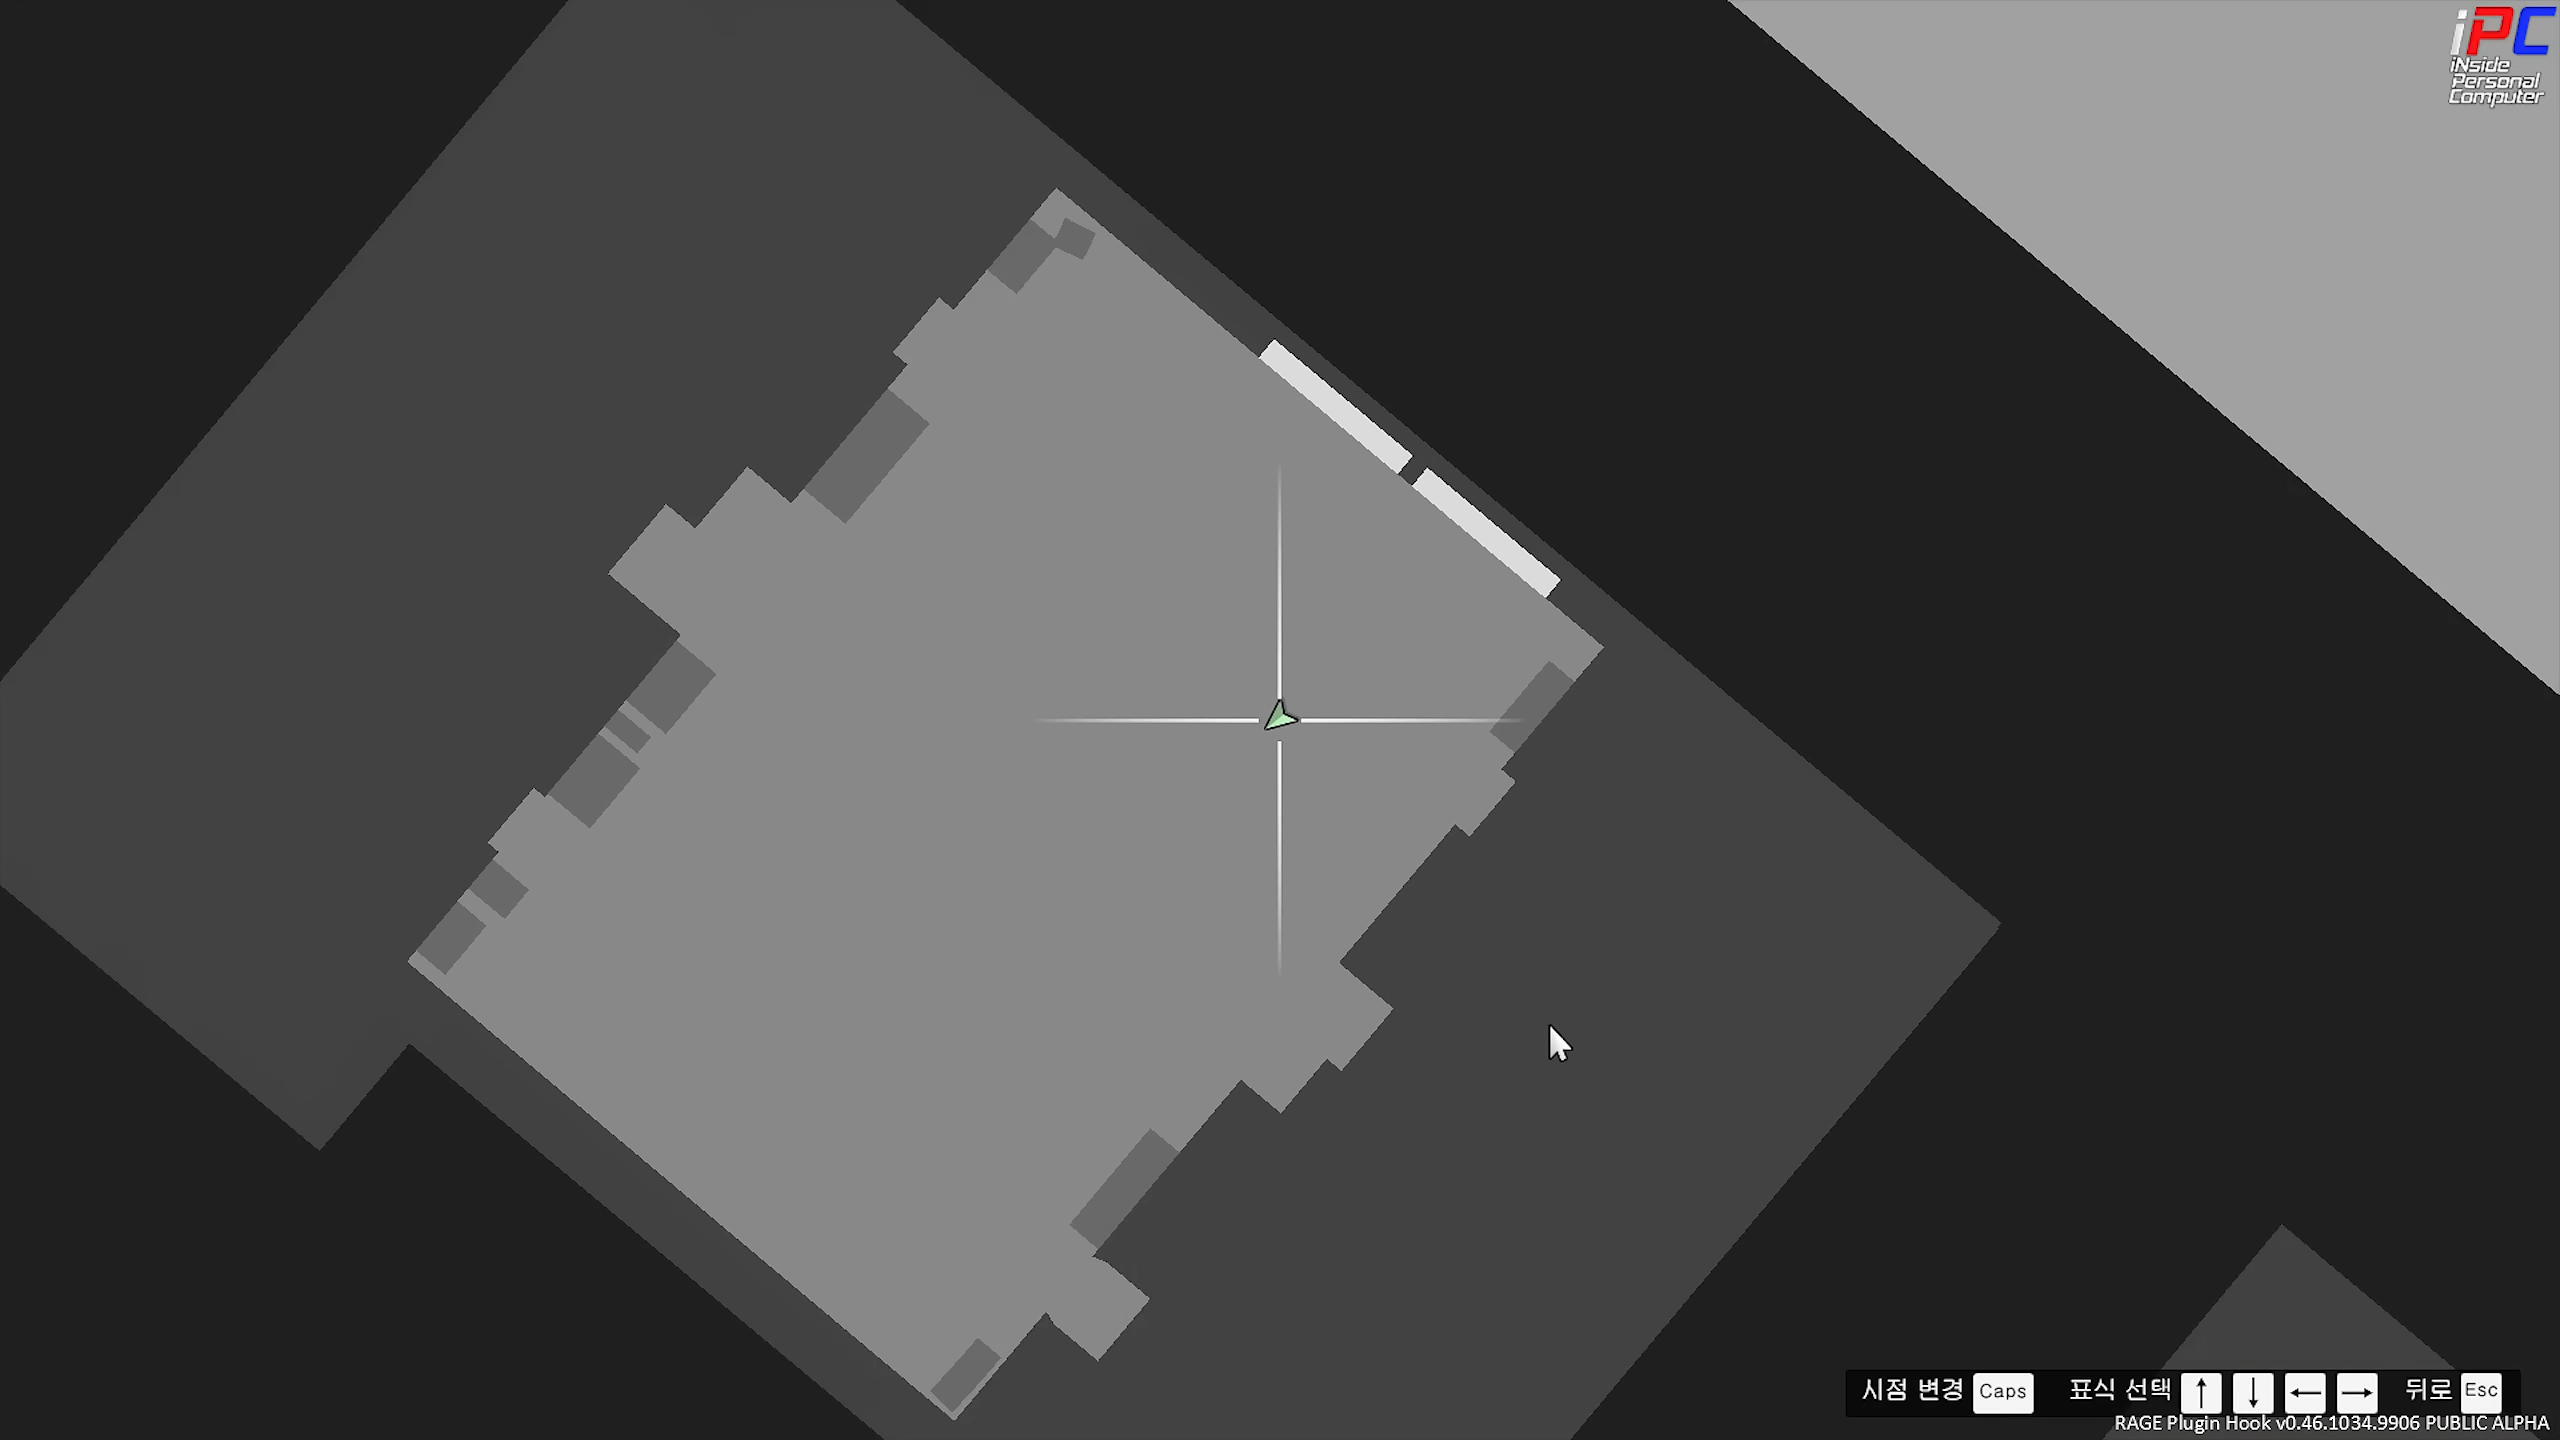 iPC
iNside
Personal
Computer
시점 변경 Caps 표식 선택 ↑ ↓ ← → 뒤로 Esc
RAGE Plugin Hook v0.46.1034.9906 PUBLIC ALPHA